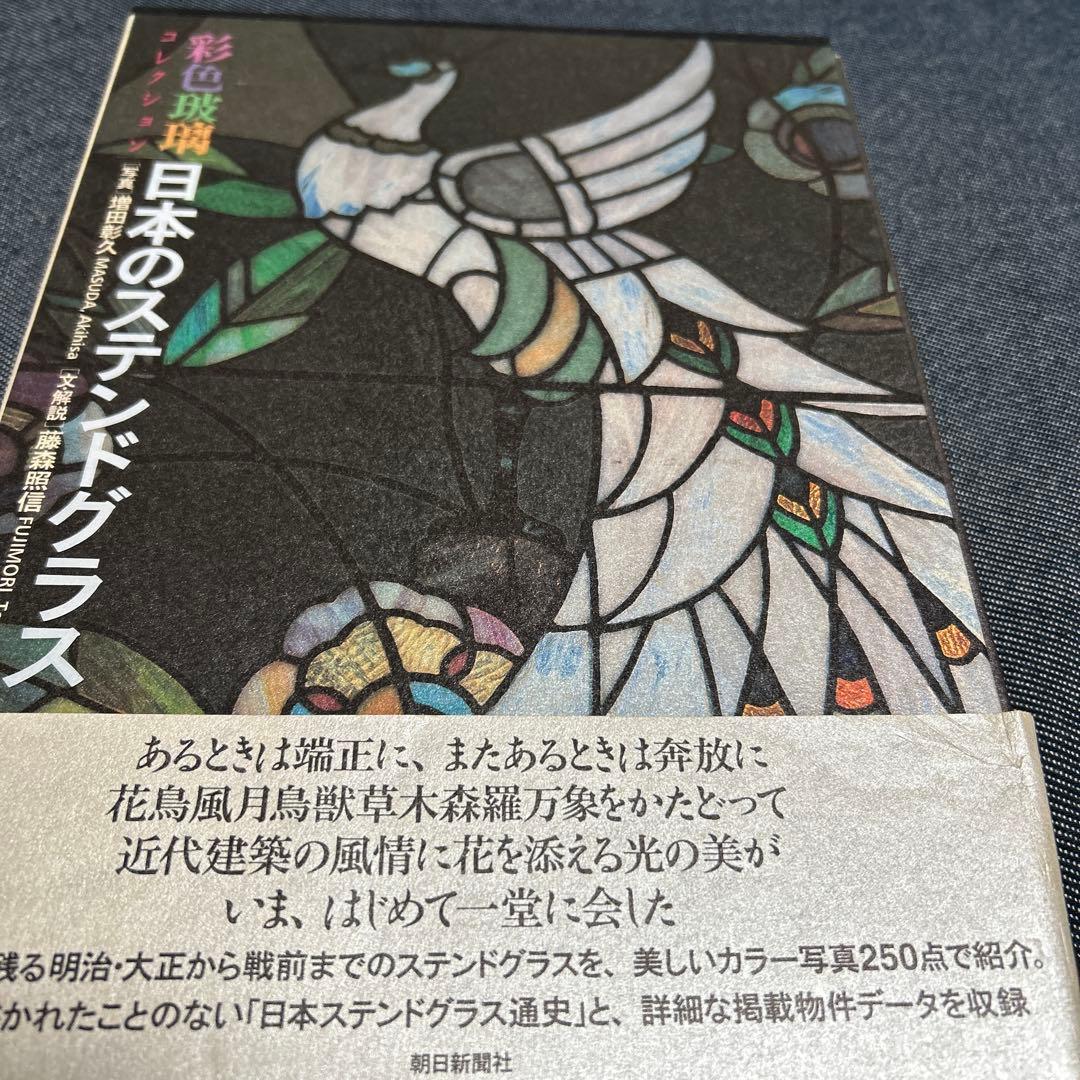 彩色玻璃
コレクション
日本のステンドグラス
[写真] 増田彰久 MASUDA Akihisa [文・解説] 藤森照信 FUJIMORI
あるときは端正に、またあるときは奔放に
花鳥風月鳥獣草木森羅万象をかたどって
近代建築の風情に花を添える光の美が
いま、はじめて一堂に会した
残る明治・大正から戦前までのステンドグラスを、美しいカラー写真250点で紹介。
かれたことのない「日本ステンドグラス通史」と、詳細な掲載物件データを収録
朝日新聞社